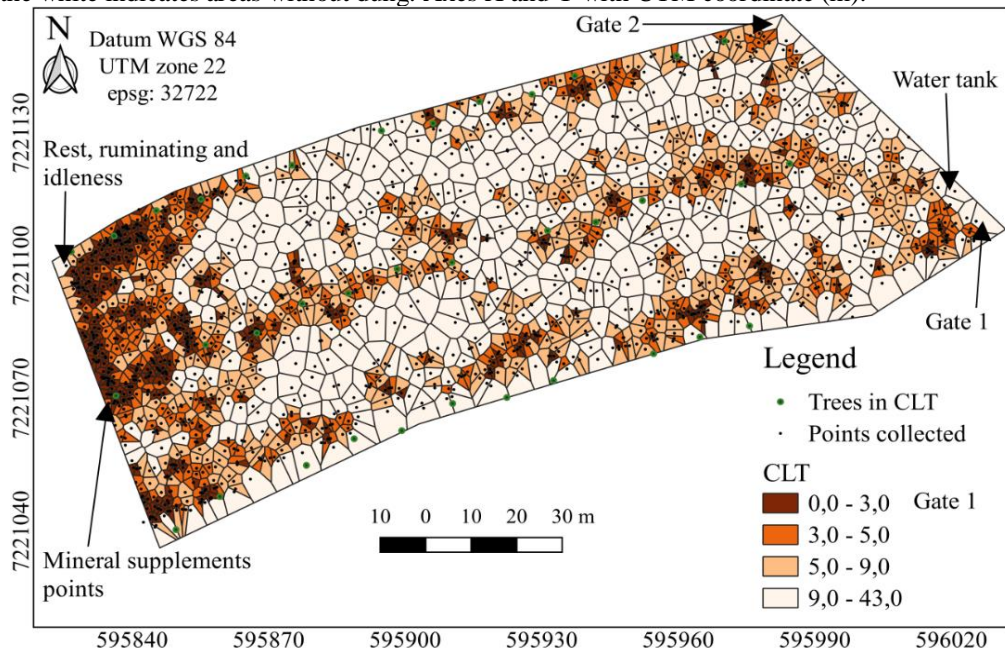 the white indicates areas without dung. Axes X and Y with UTM coordinate (m).
N
Datum WGS 84
UTM zone 22
epsg: 32722
Gate 2
Water tank
Rest, ruminating and
idleness
Gate 1
Mineral supplements
points
Legend
Trees in CLT
Points collected
CLT
0,0 - 3,0
Gate 1
3,0 - 5,0
5,0 - 9,0
9,0 - 43,0
10 0 10 20 30 m
7221130
7221100
7221070
7221040
595840 595870 595900 595930 595960 595990 596020